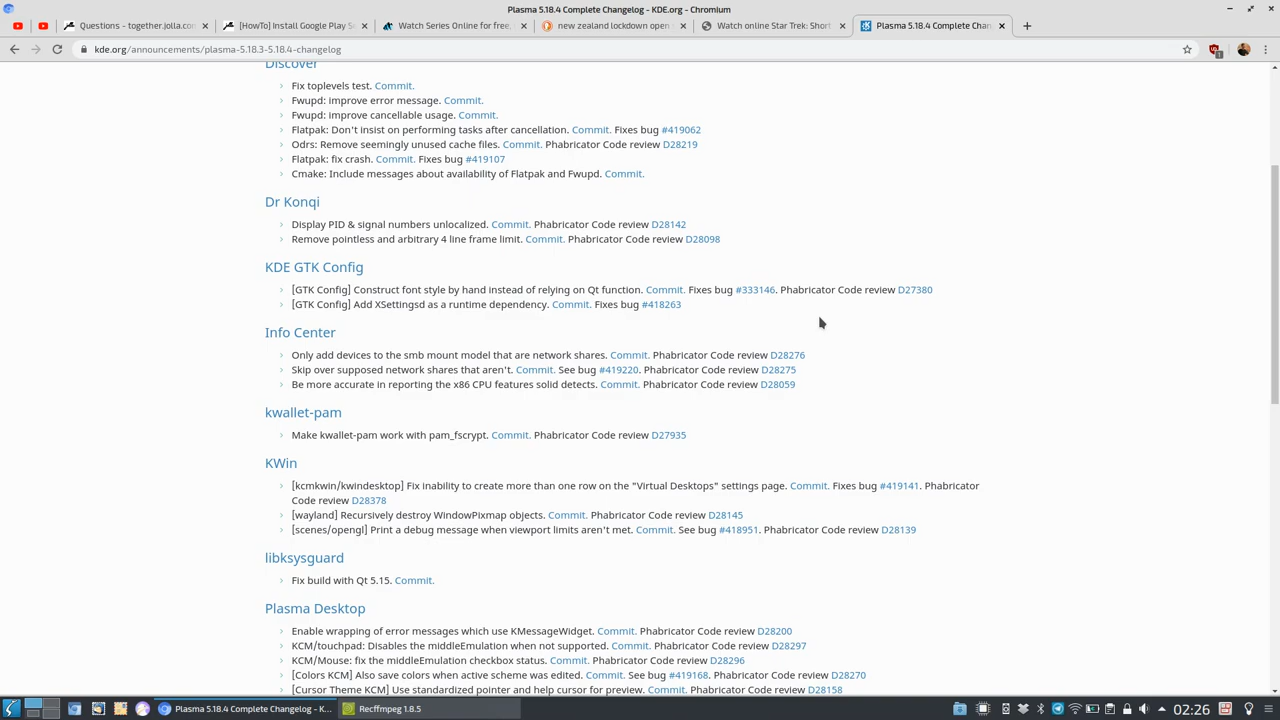 Plasma 5.18.4 Complete Changelog - KDE.org - Chromium
Questions - together.jolla.com
[HowTo] Install Google Play S
Watch Series Online for free,
new zealand lockdown open
Watch online Star Trek: Short
Plasma 5.18.4 Complete Chang
kde.org/announcements/plasma-5.18.3-5.18.4-changelog
Discover
Fix toplevels test. Commit.
Fwupd: improve error message. Commit.
Fwupd: improve cancellable usage. Commit.
Flatpak: Don't insist on performing tasks after cancellation. Commit. Fixes bug #419062
Odrs: Remove seemingly unused cache files. Commit. Phabricator Code review D28219
Flatpak: fix crash. Commit. Fixes bug #419107
Cmake: Include messages about availability of Flatpak and Fwupd. Commit.
Dr Konqi
Display PID & signal numbers unlocalized. Commit. Phabricator Code review D28142
Remove pointless and arbitrary 4 line frame limit. Commit. Phabricator Code review D28098
KDE GTK Config
[GTK Config] Construct font style by hand instead of relying on Qt function. Commit. Fixes bug #333146. Phabricator Code review D27380
[GTK Config] Add XSettingsd as a runtime dependency. Commit. Fixes bug #418263
Info Center
Only add devices to the smb mount model that are network shares. Commit. Phabricator Code review D28276
Skip over supposed network shares that aren't. Commit. See bug #419220. Phabricator Code review D28275
Be more accurate in reporting the x86 CPU features solid detects. Commit. Phabricator Code review D28059
kwallet-pam
Make kwallet-pam work with pam_fscrypt. Commit. Phabricator Code review D27935
KWin
[kcmkwin/kwindesktop] Fix inability to create more than one row on the "Virtual Desktops" settings page. Commit. Fixes bug #419141. Phabricator
Code review D28378
[wayland] Recursively destroy WindowPixmap objects. Commit. Phabricator Code review D28145
[scenes/opengl] Print a debug message when viewport limits aren't met. Commit. See bug #418951. Phabricator Code review D28139
libksysguard
Fix build with Qt 5.15. Commit.
Plasma Desktop
Enable wrapping of error messages which use KMessageWidget. Commit. Phabricator Code review D28200
KCM/touchpad: Disables the middleEmulation when not supported. Commit. Phabricator Code review D28297
KCM/Mouse: fix the middleEmulation checkbox status. Commit. Phabricator Code review D28296
[Colors KCM] Also save colors when active scheme was edited. Commit. See bug #419168. Phabricator Code review D28270
[Cursor Theme KCM] Use standardized pointer and help cursor for preview. Commit. Phabricator Code review D28158
Plasma 5.18.4 Complete Changelog - K...
Recffmpeg 1.8.5
02:26